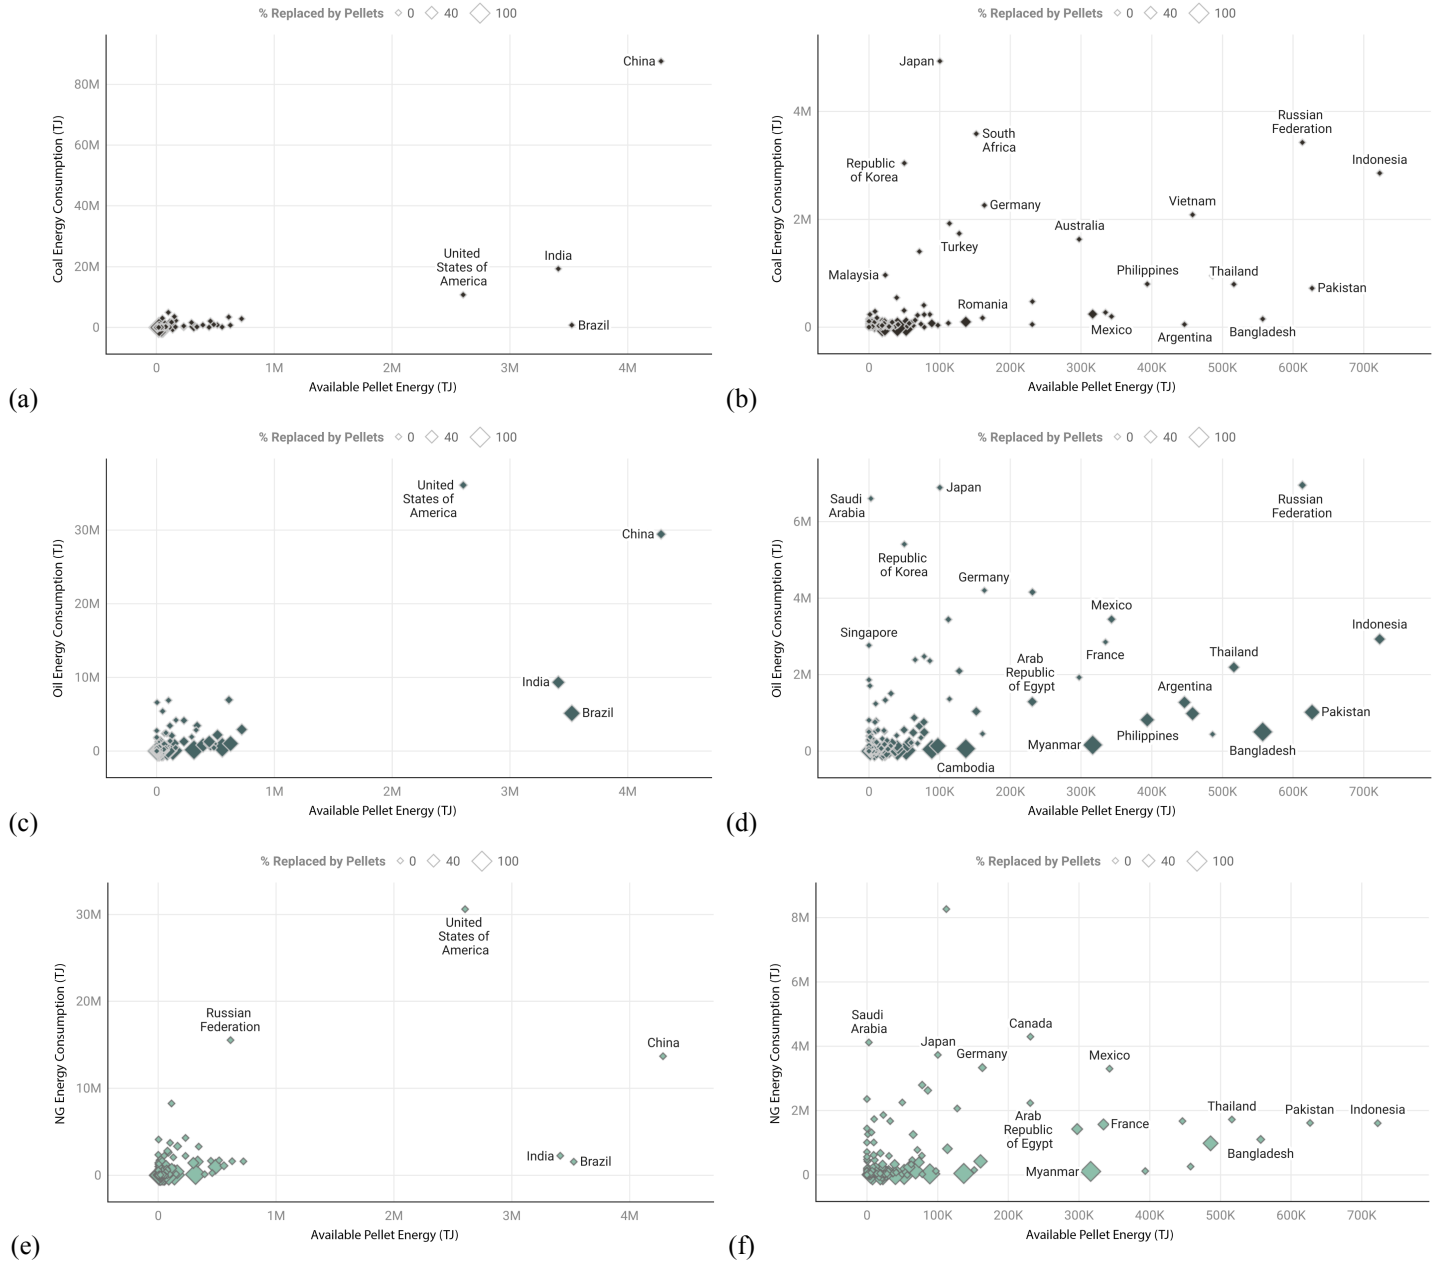 % Replaced by Pellets 0 40 100
80M
60M
40M
20M
0
Coal Energy Consumption (TJ)
China
United
States of
America
India
Brazil
0 1M 2M 3M 4M
Available Pellet Energy (TJ)
(a)
% Replaced by Pellets 0 40 100
4M
2M
0
Coal Energy Consumption (TJ)
Japan
South
Africa
Russian
Federation
Republic
of Korea
Indonesia
Germany
Vietnam
Australia
Turkey
Malaysia
Philippines
Thailand
Pakistan
Romania
Mexico
Argentina
Bangladesh
0 100K 200K 300K 400K 500K 600K 700K
Available Pellet Energy (TJ)
(b)
% Replaced by Pellets 0 40 100
30M
20M
10M
0
Oil Energy Consumption (TJ)
United
States of
America
China
India
Brazil
0 1M 2M 3M 4M
Available Pellet Energy (TJ)
(c)
% Replaced by Pellets 0 40 100
6M
4M
2M
0
Oil Energy Consumption (TJ)
Saudi
Arabia
Japan
Russian
Federation
Republic
of Korea
Germany
Mexico
Singapore
Indonesia
France
Arab
Republic
of Egypt
Thailand
Argentina
Pakistan
Philippines
Myanmar
Bangladesh
Cambodia
0 100K 200K 300K 400K 500K 600K 700K
Available Pellet Energy (TJ)
(d)
% Replaced by Pellets 0 40 100
30M
20M
10M
0
NG Energy Consumption (TJ)
United
States of
America
Russian
Federation
China
India
Brazil
0 1M 2M 3M 4M
Available Pellet Energy (TJ)
(e)
% Replaced by Pellets 0 40 100
8M
6M
4M
2M
0
NG Energy Consumption (TJ)
Saudi
Arabia
Canada
Japan
Germany
Mexico
Arab
Republic
of Egypt
France
Thailand
Pakistan
Indonesia
Bangladesh
Myanmar
0 100K 200K 300K 400K 500K 600K 700K
Available Pellet Energy (TJ)
(f)